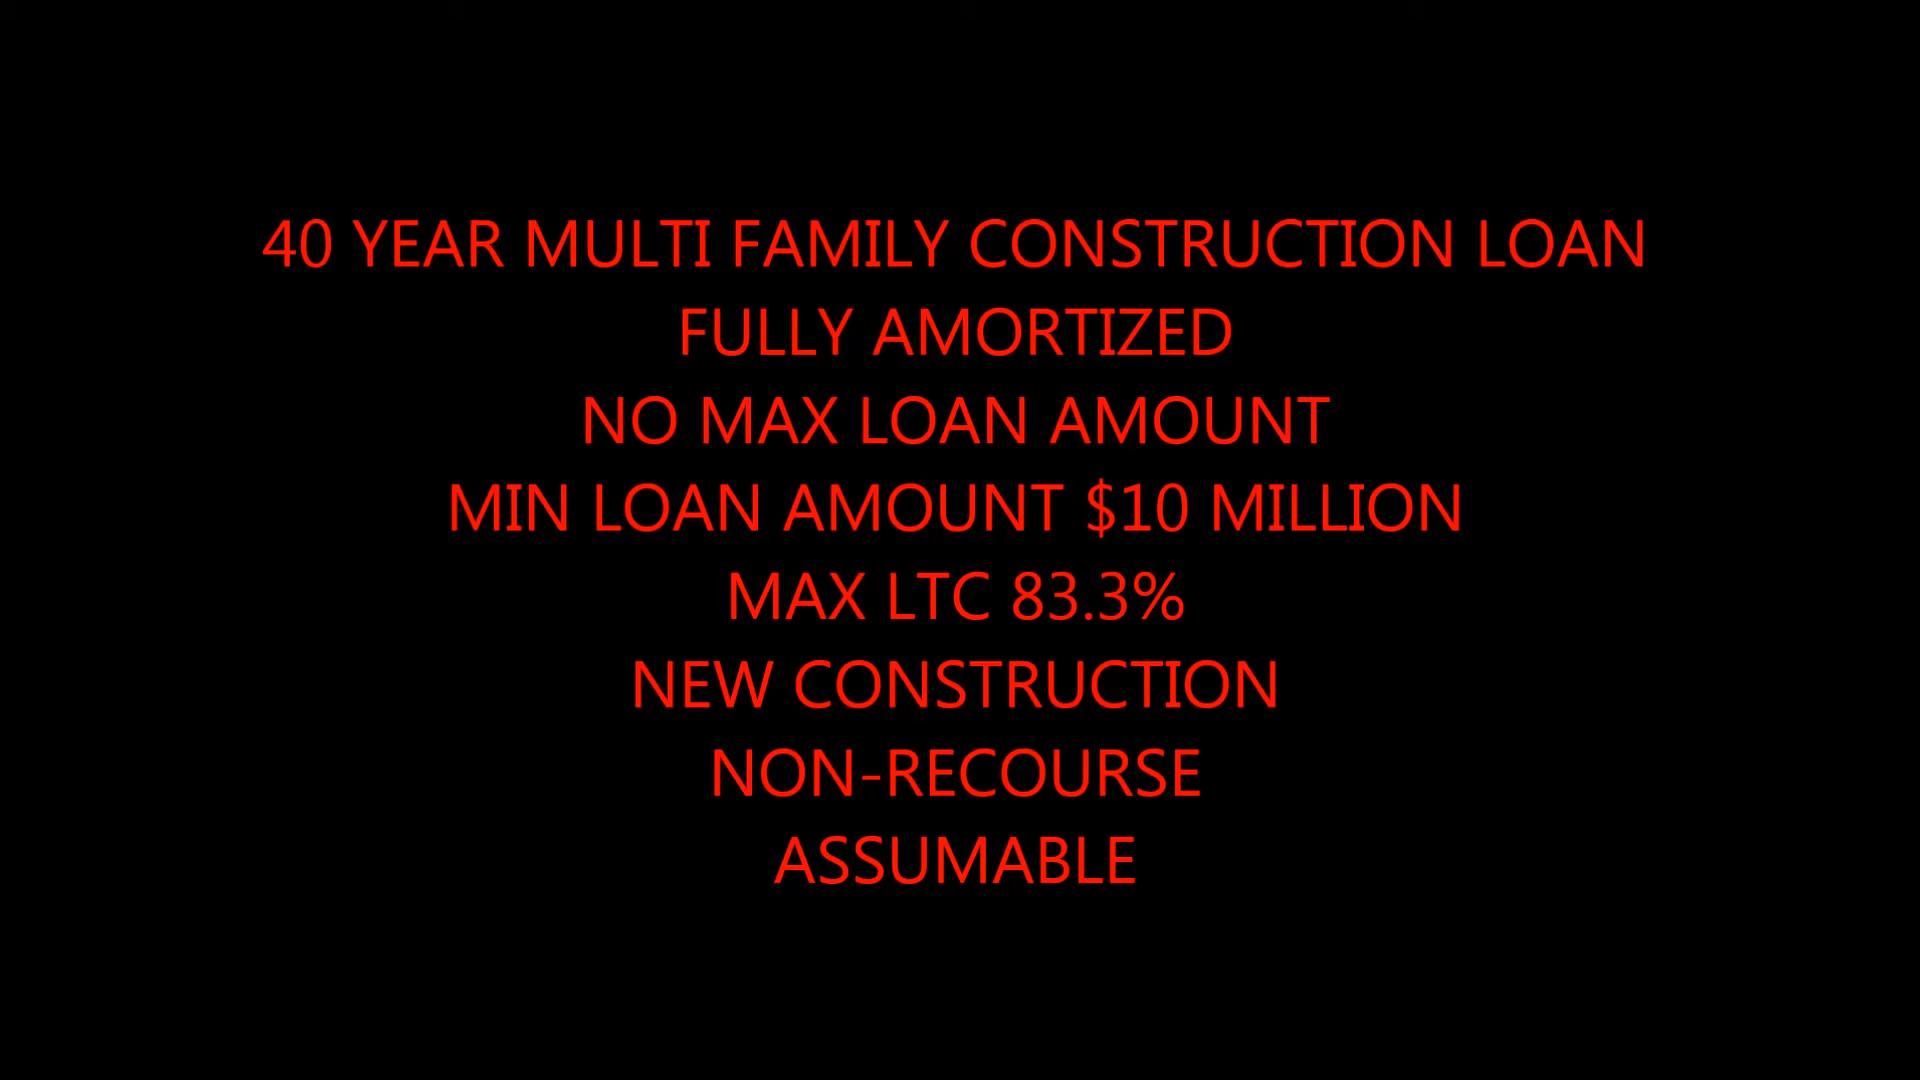 40 YEAR MULTI FAMILY CONSTRUCTION LOAN
FULLY AMORTIZED
NO MAX LOAN AMOUNT
MIN LOAN AMOUNT $10 MILLION
MAX LTC 83.3%
NEW CONSTRUCTION
NON-RECOURSE
ASSUMABLE